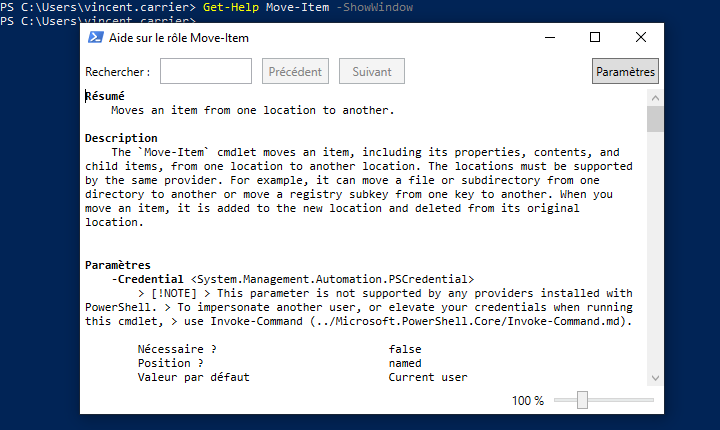 PS C:\Users\vincent.carrier> Get-Help Move-Item -ShowWindow
PS C:\Users\vincent.carrier>
Aide sur le rôle Move-Item
Rechercher :
Précédent
Suivant
Paramètres
Résumé
Moves an item from one location to another.
Description
The `Move-Item` cmdlet moves an item, including its properties, contents, and
child items, from one location to another location. The locations must be supported
by the same provider. For example, it can move a file or subdirectory from one
directory to another or move a registry subkey from one key to another. When you
move an item, it is added to the new location and deleted from its original
location.
Paramètres
-Credential <System.Management.Automation.PSCredential>
> [!NOTE] > This parameter is not supported by any providers installed with
PowerShell. > To impersonate another user, or elevate your credentials when running
this cmdlet, > use Invoke-Command (../Microsoft.PowerShell.Core/Invoke-Command.md).
Nécessaire ? false
Position ? named
Valeur par défaut Current user
100 %